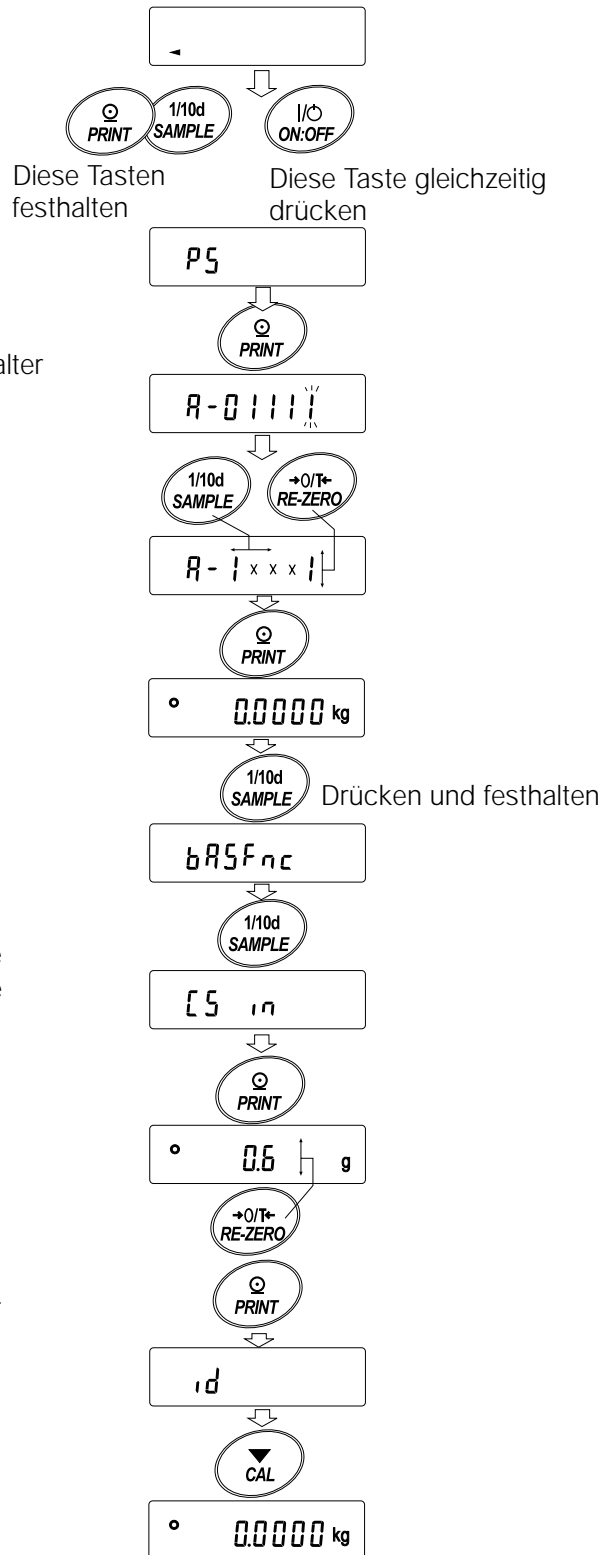 PRINT
1/10d
SAMPLE
I/
ON:OFF
Diese Tasten
festhalten
Diese Taste gleichzeitig
drücken
PS
PRINT
alter
A-01111
1/10d
SAMPLE
→0/T←
RE-ZERO
A-1×××1
PRINT
0.0000 kg
1/10d
SAMPLE
Drücken und festhalten
bASFnc
1/10d
SAMPLE
e
e
CS in
PRINT
0.6 g
→0/T←
RE-ZERO
PRINT
id
CAL
0.0000 kg